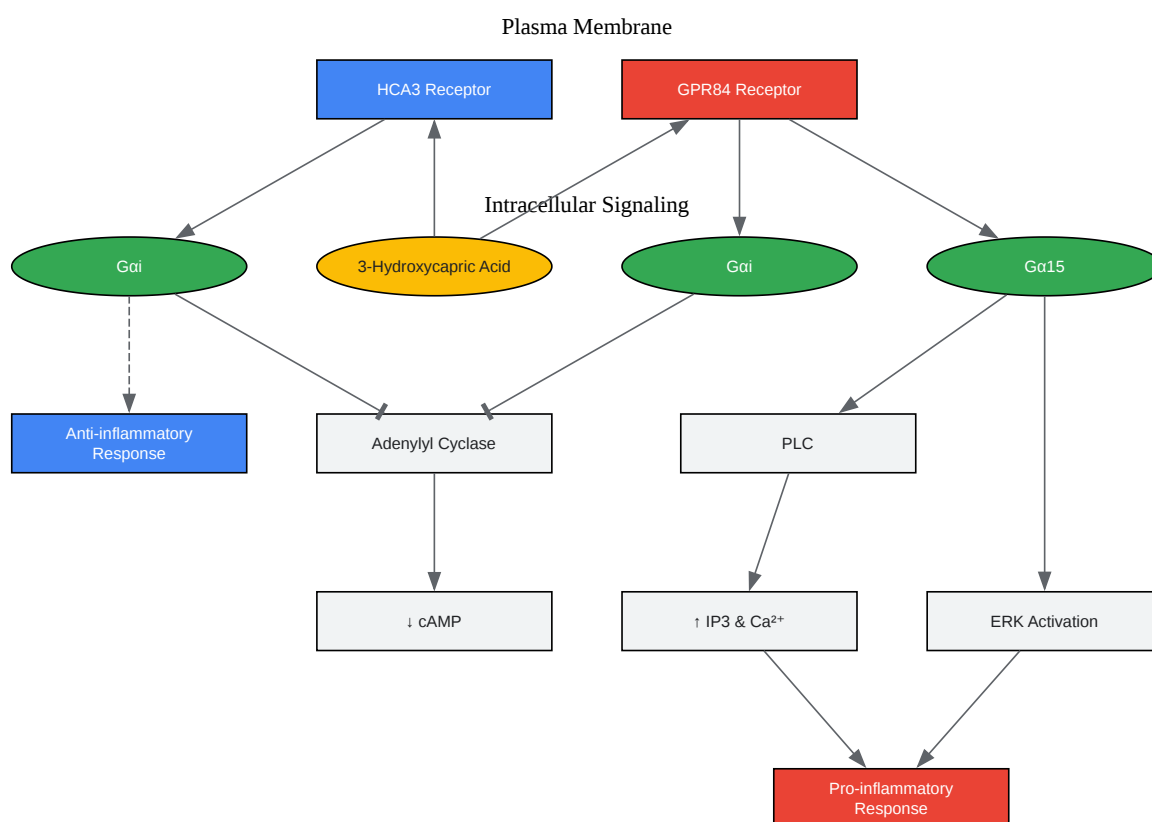 Plasma Membrane
HCA3 Receptor
GPR84 Receptor
Intracellular Signaling
Gαi
3-Hydroxycapric Acid
Gαi
Gα15
Anti-inflammatory
Response
Adenylyl Cyclase
PLC
↓ cAMP
↑ IP3 & Ca²⁺
ERK Activation
Pro-inflammatory
Response